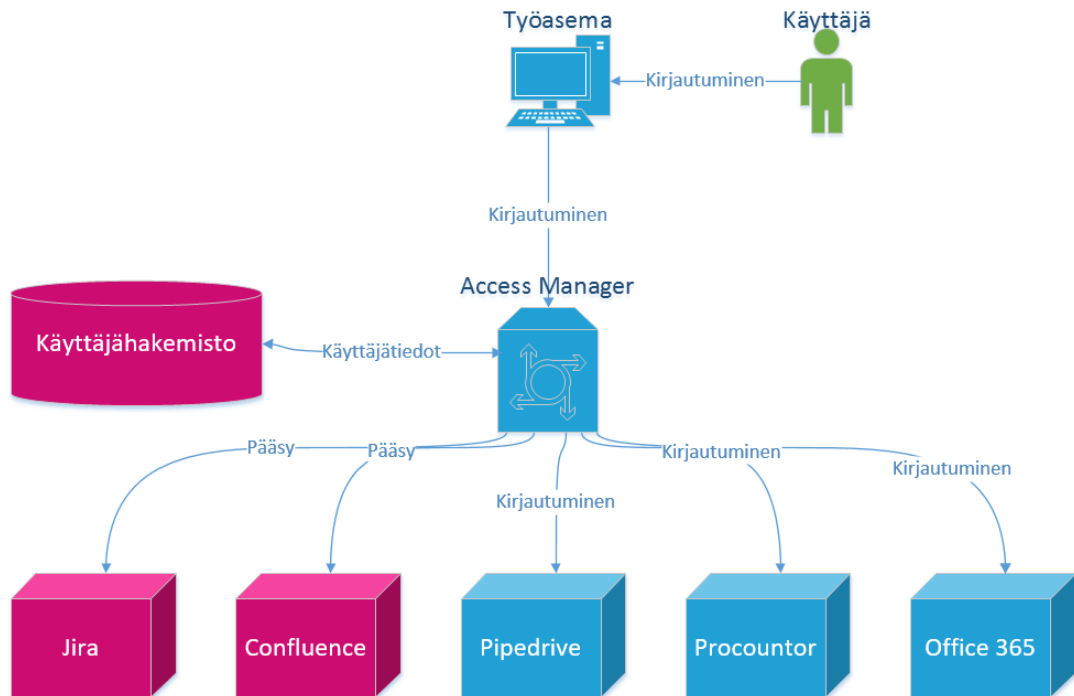 Työasema
Käyttäjä
Kirjautuminen
Kirjautuminen
Access Manager
Käyttäjähakemisto
Käyttäjätiedot
Pääsy
Pääsy
Kirjautuminen
Kirjautuminen
Kirjautuminen
Jira
Confluence
Pipedrive
Procountor
Office 365